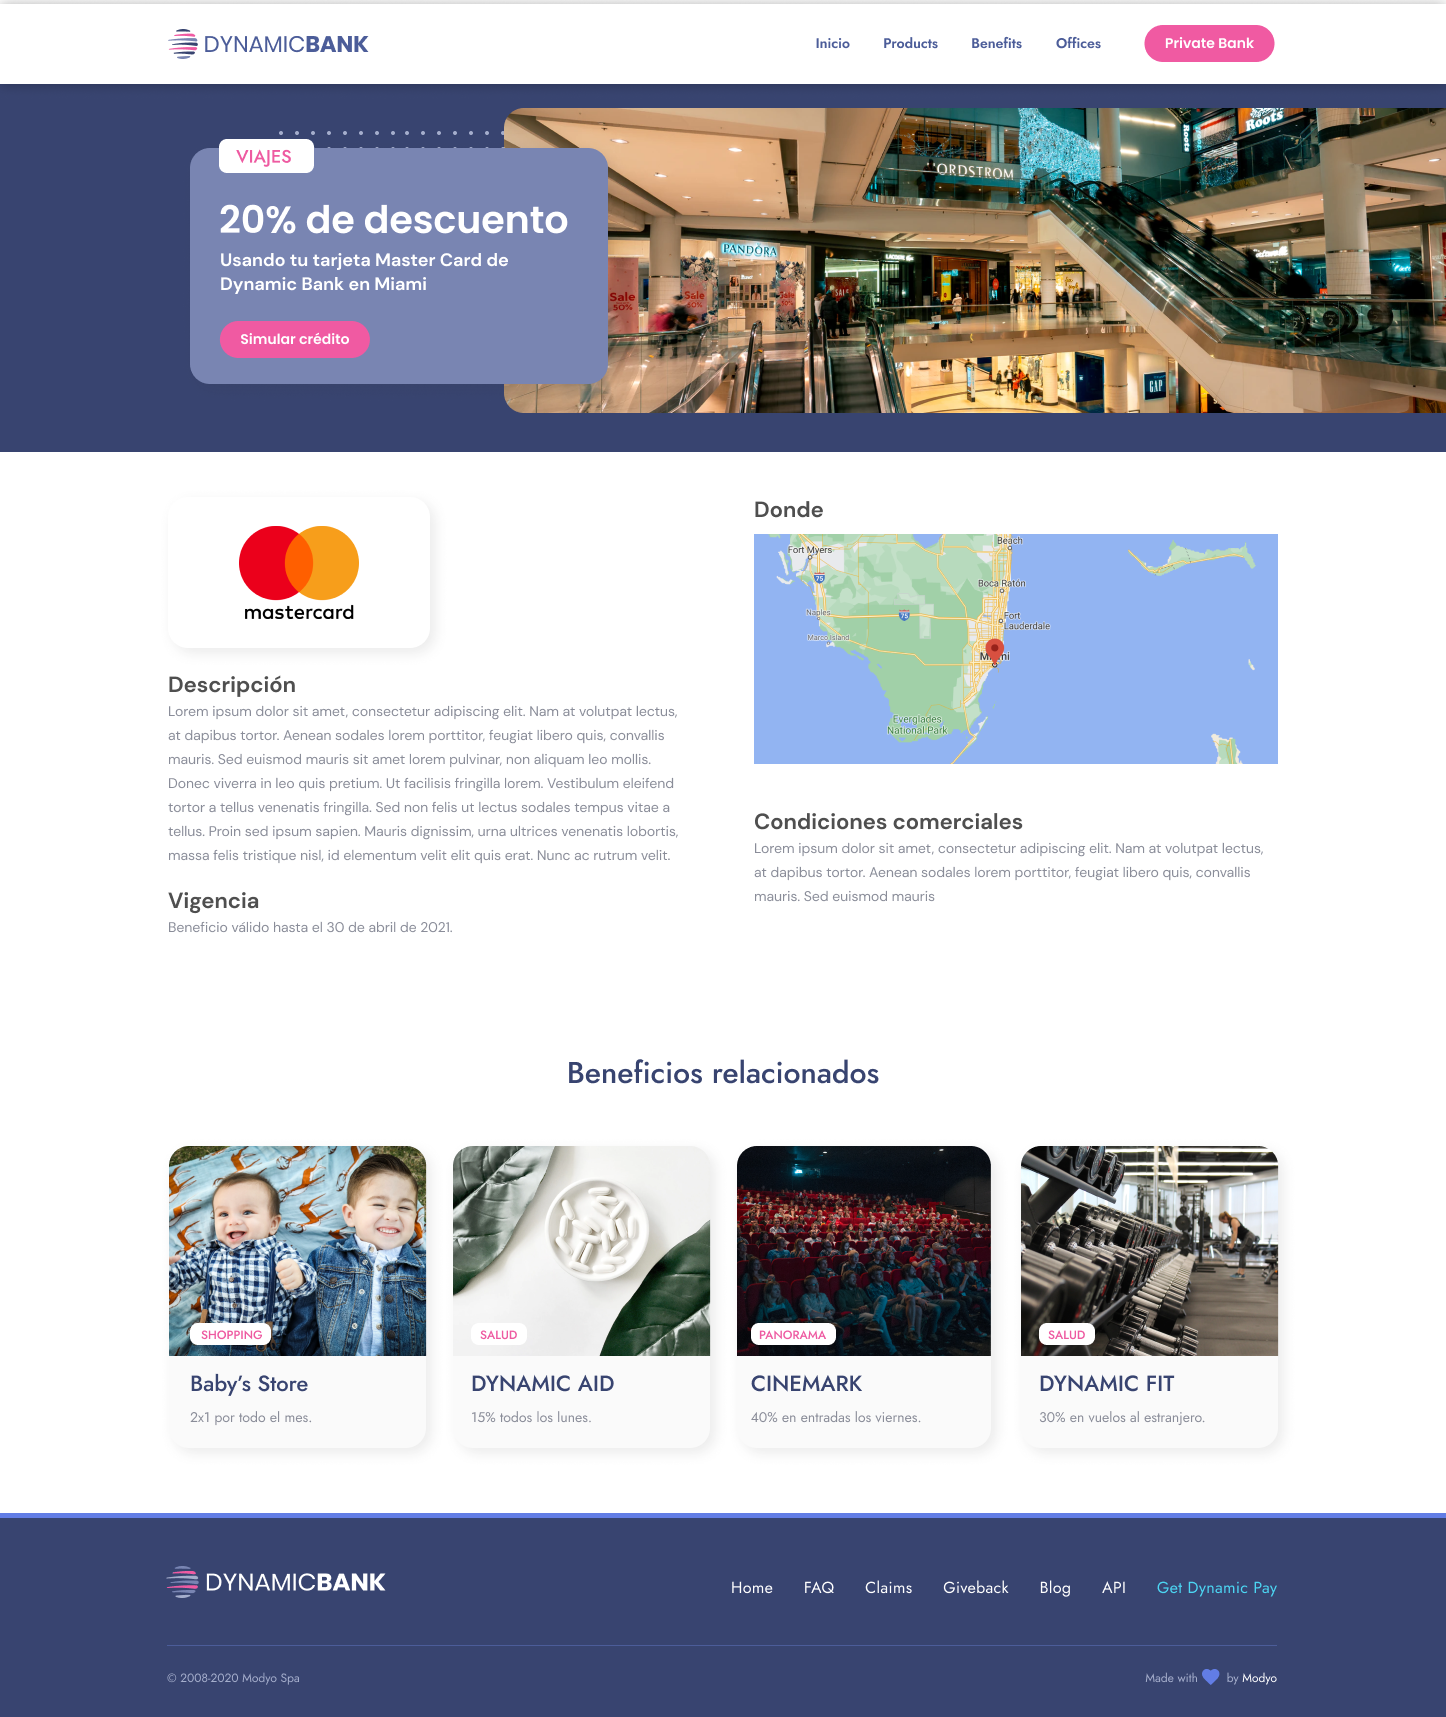 DYNAMICBANK
Inicio
Products
Benefits
Offices
Private Bank
VIAJES
20% de descuento
Usando tu tarjeta Master Card de
Dynamic Bank en Miami
Simular crédito
ORDSTROM
Roots
Roots
PANDÖRA
Sale
50%
Sale
50%
Sale
50%
SALE
GAP
mastercard
Descripción
Lorem ipsum dolor sit amet, consectetur adipiscing elit. Nam at volutpat lectus,
at dapibus tortor. Aenean sodales lorem porttitor, feugiat libero quis, convallis
mauris. Sed euismod mauris sit amet lorem pulvinar, non aliquam leo mollis.
Donec viverra in leo quis pretium. Ut facilisis fringilla lorem. Vestibulum eleifend
tortor a tellus venenatis fringilla. Sed non felis ut lectus sodales tempus vitae a
tellus. Proin sed ipsum sapien. Mauris dignissim, urna ultrices venenatis lobortis,
massa felis tristique nisl, id elementum velit elit quis erat. Nunc ac rutrum velit.
Vigencia
Beneficio válido hasta el 30 de abril de 2021.
Donde
Beach
Fort Myers
75
Boca Ratón
Naples
75
Fort
Lauderdale
Marco Island
Miami
Everglades
National Park
Condiciones comerciales
Lorem ipsum dolor sit amet, consectetur adipiscing elit. Nam at volutpat lectus,
at dapibus tortor. Aenean sodales lorem porttitor, feugiat libero quis, convallis
mauris. Sed euismod mauris
Beneficios relacionados
SHOPPING
Baby's Store
2x1 por todo el mes.
SALUD
DYNAMIC AID
15% todos los lunes.
PANORAMA
CINEMARK
40% en entradas los viernes.
SALUD
DYNAMIC FIT
30% en vuelos al estranjero.
DYNAMICBANK
Home
FAQ
Claims
Giveback
Blog
API
Get Dynamic Pay
© 2008-2020 Modyo Spa
Made with by Modyo